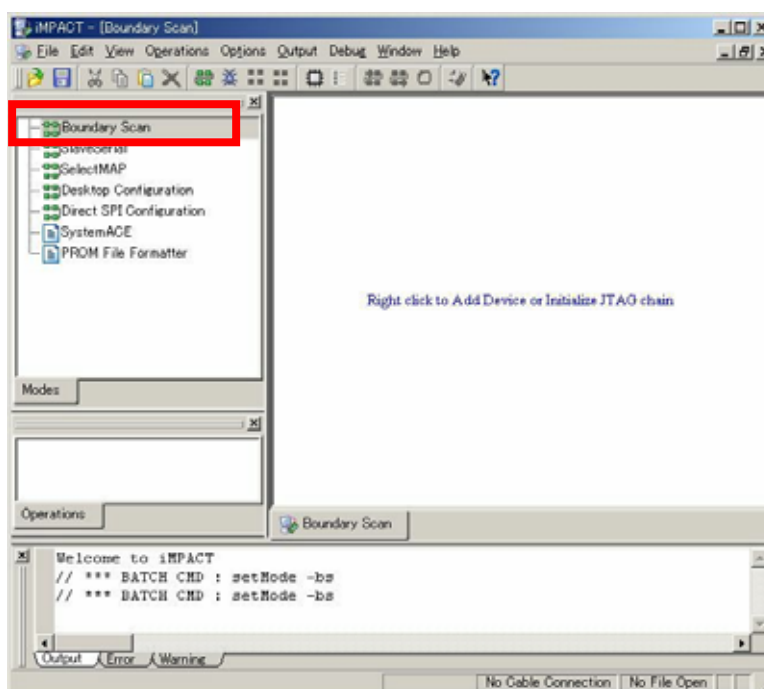 iMPACT - [Boundary Scan]
File Edit View Operations Options Output Debug Window Help
Boundary Scan
SlaveSerial
SelectMAP
Desktop Configuration
Direct SPI Configuration
SystemACE
PROM File Formatter
Modes
Operations
Right click to Add Device or Initialize JTAG chain
Boundary Scan
Welcome to iMPACT
// *** BATCH CMD : setMode -bs
// *** BATCH CMD : setMode -bs
Output Error Warning
No Cable Connection No File Open